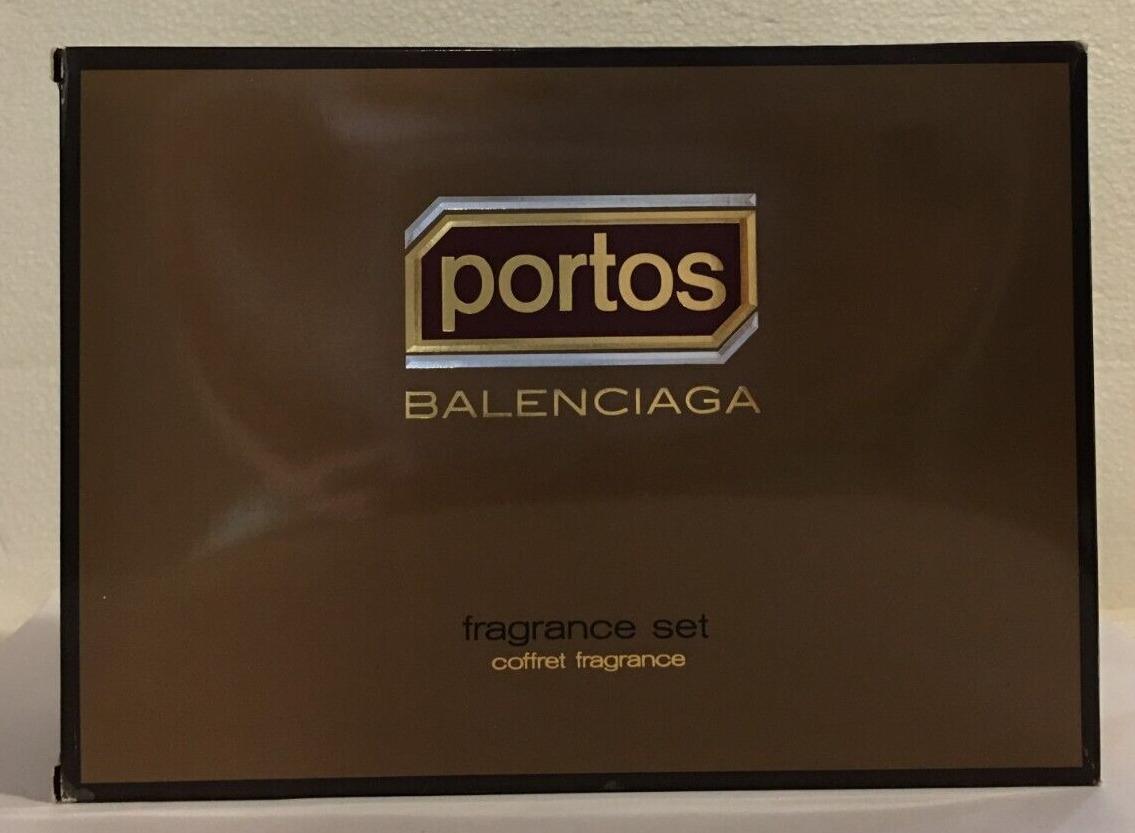 portos
BALENCIAGA
fragrance set
coffret fragrance